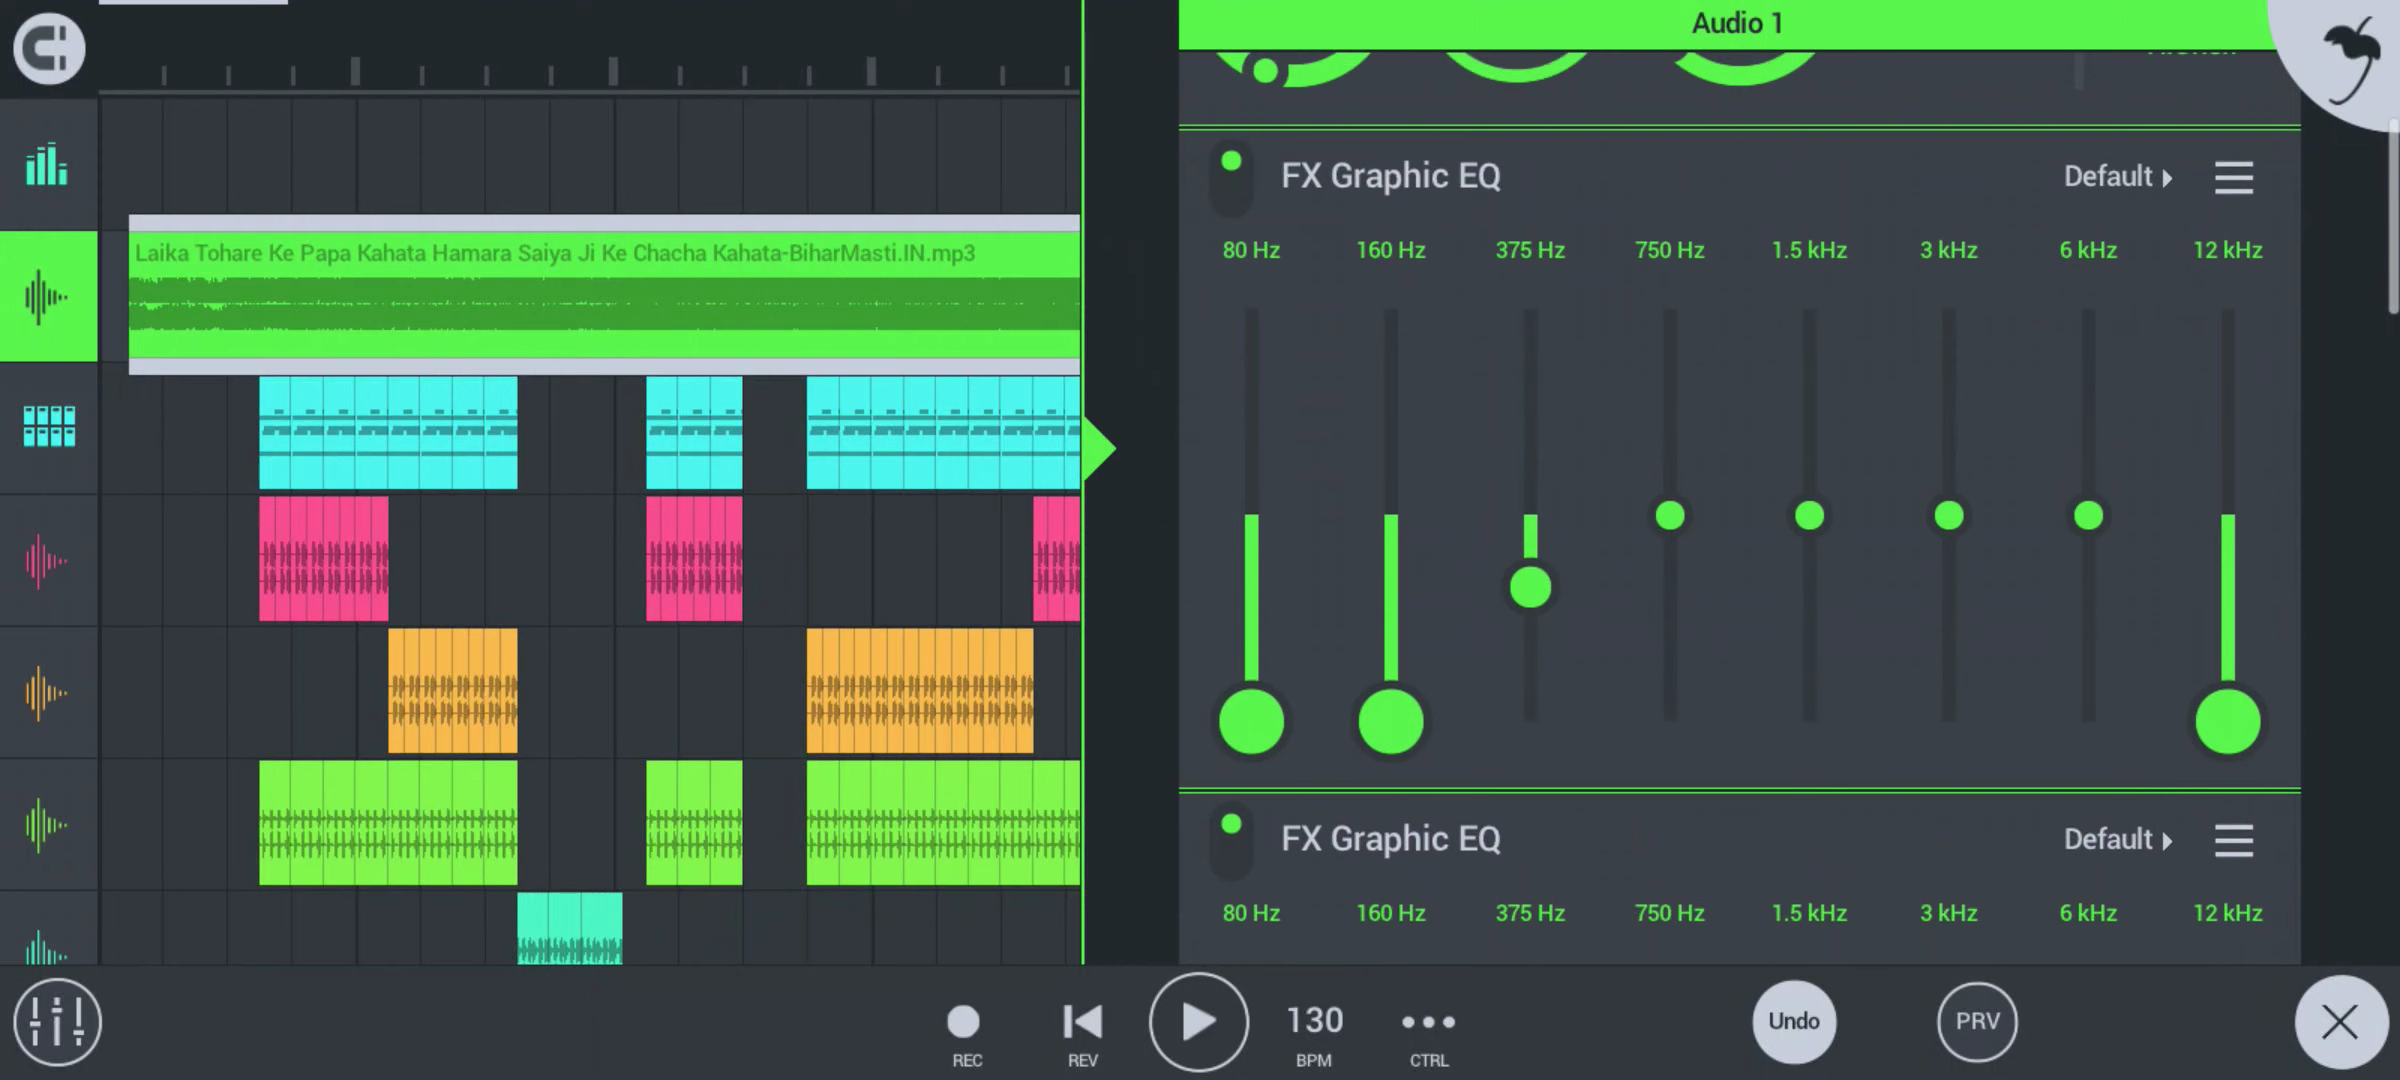 Audio 1
FX Graphic EQ
Default
80 Hz 160 Hz 375 Hz 750 Hz 1.5 kHz 3 kHz 6 kHz 12 kHz
Laika Tohare Ke Papa Kahata Hamara Saiya Ji Ke Chacha Kahata-BiharMasti.IN.mp3
FX Graphic EQ
Default
80 Hz 160 Hz 375 Hz 750 Hz 1.5 kHz 3 kHz 6 kHz 12 kHz
130
Undo
PRV
REC
REV
BPM
CTRL